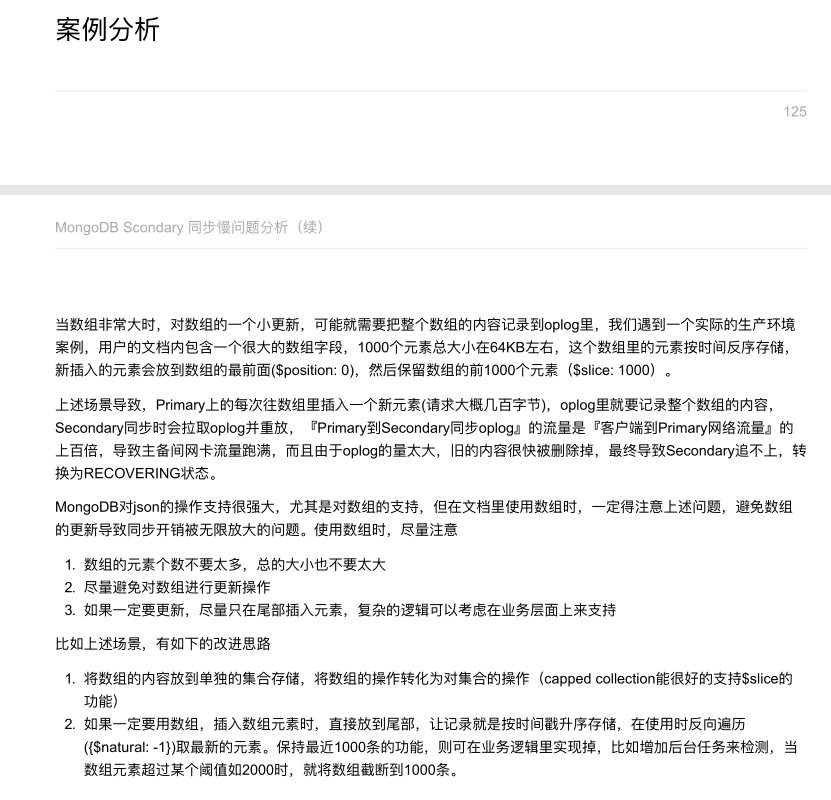 案例分析
125
MongoDB Scondary 同步慢问题分析（续）
当数组非常大时，对数组的一个小更新，可能就需要把整个数组的内容记录到oplog里，我们遇到一个实际的生产环境
案例，用户的文档内包含一个很大的数组字段，1000个元素总大小在64KB左右，这个数组里的元素按时间反序存储，
新插入的元素会放到数组的最前面($position: 0)，然后保留数组的前1000个元素（$slice: 1000）。
上述场景导致，Primary上的每次往数组里插入一个新元素(请求大概几百字节)，oplog里就要记录整个数组的内容，
Secondary同步时会拉取oplog并重放，『Primary到Secondary同步oplog』的流量是『客户端到Primary网络流量』的
上百倍，导致主备间网卡流量跑满，而且由于oplog的量太大，旧的内容很快被删除掉，最终导致Secondary追不上，转
换为RECOVERING状态。
MongoDB对json的操作支持很强大，尤其是对数组的支持，但在文档里使用数组时，一定得注意上述问题，避免数组
的更新导致同步开销被无限放大的问题。使用数组时，尽量注意
1. 数组的元素个数不要太多，总的大小也不要太大
2. 尽量避免对数组进行更新操作
3. 如果一定要更新，尽量只在尾部插入元素，复杂的逻辑可以考虑在业务层面上来支持
比如上述场景，有如下的改进思路
1. 将数组的内容放到单独的集合存储，将数组的操作转化为对集合的操作（capped collection能很好的支持$slice的
功能）
2. 如果一定要用数组，插入数组元素时，直接放到尾部，让记录就是按时间戳升序存储，在使用时反向遍历
({$natural: -1})取最新的元素。保持最近1000条的功能，则可在业务逻辑里实现掉，比如增加后台任务来检测，当
数组元素超过某个阈值如2000时，就将数组截断到1000条。